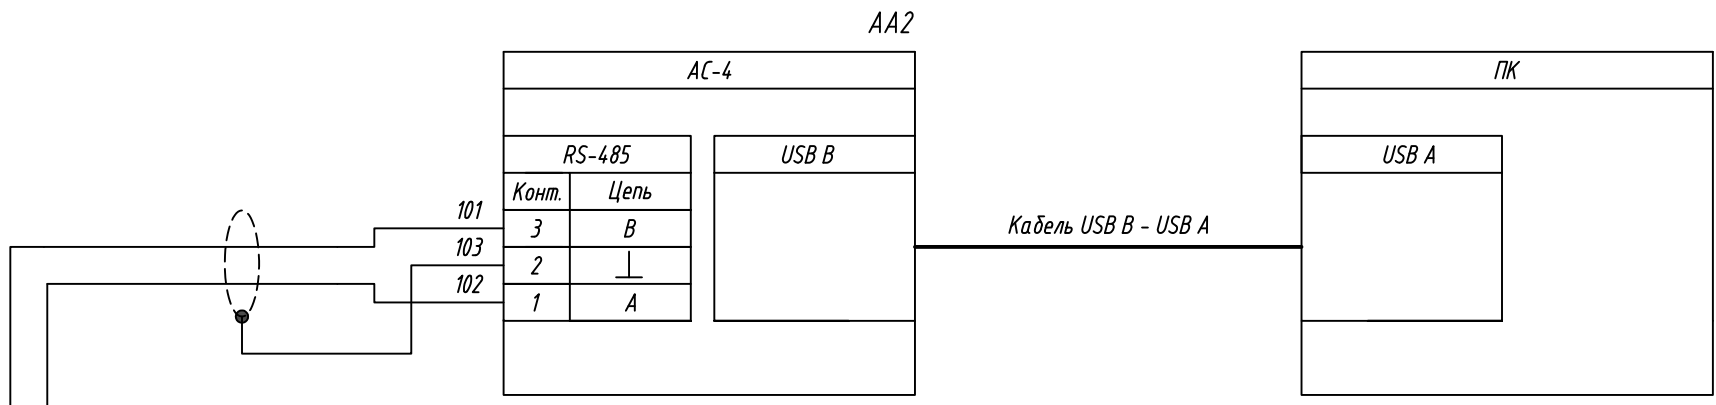 AA2
AC-4
ПК
RS-485
USB B
USB A
Конт.
Цепь
101
3
B
Кабель USB B - USB A
103
2
102
1
A